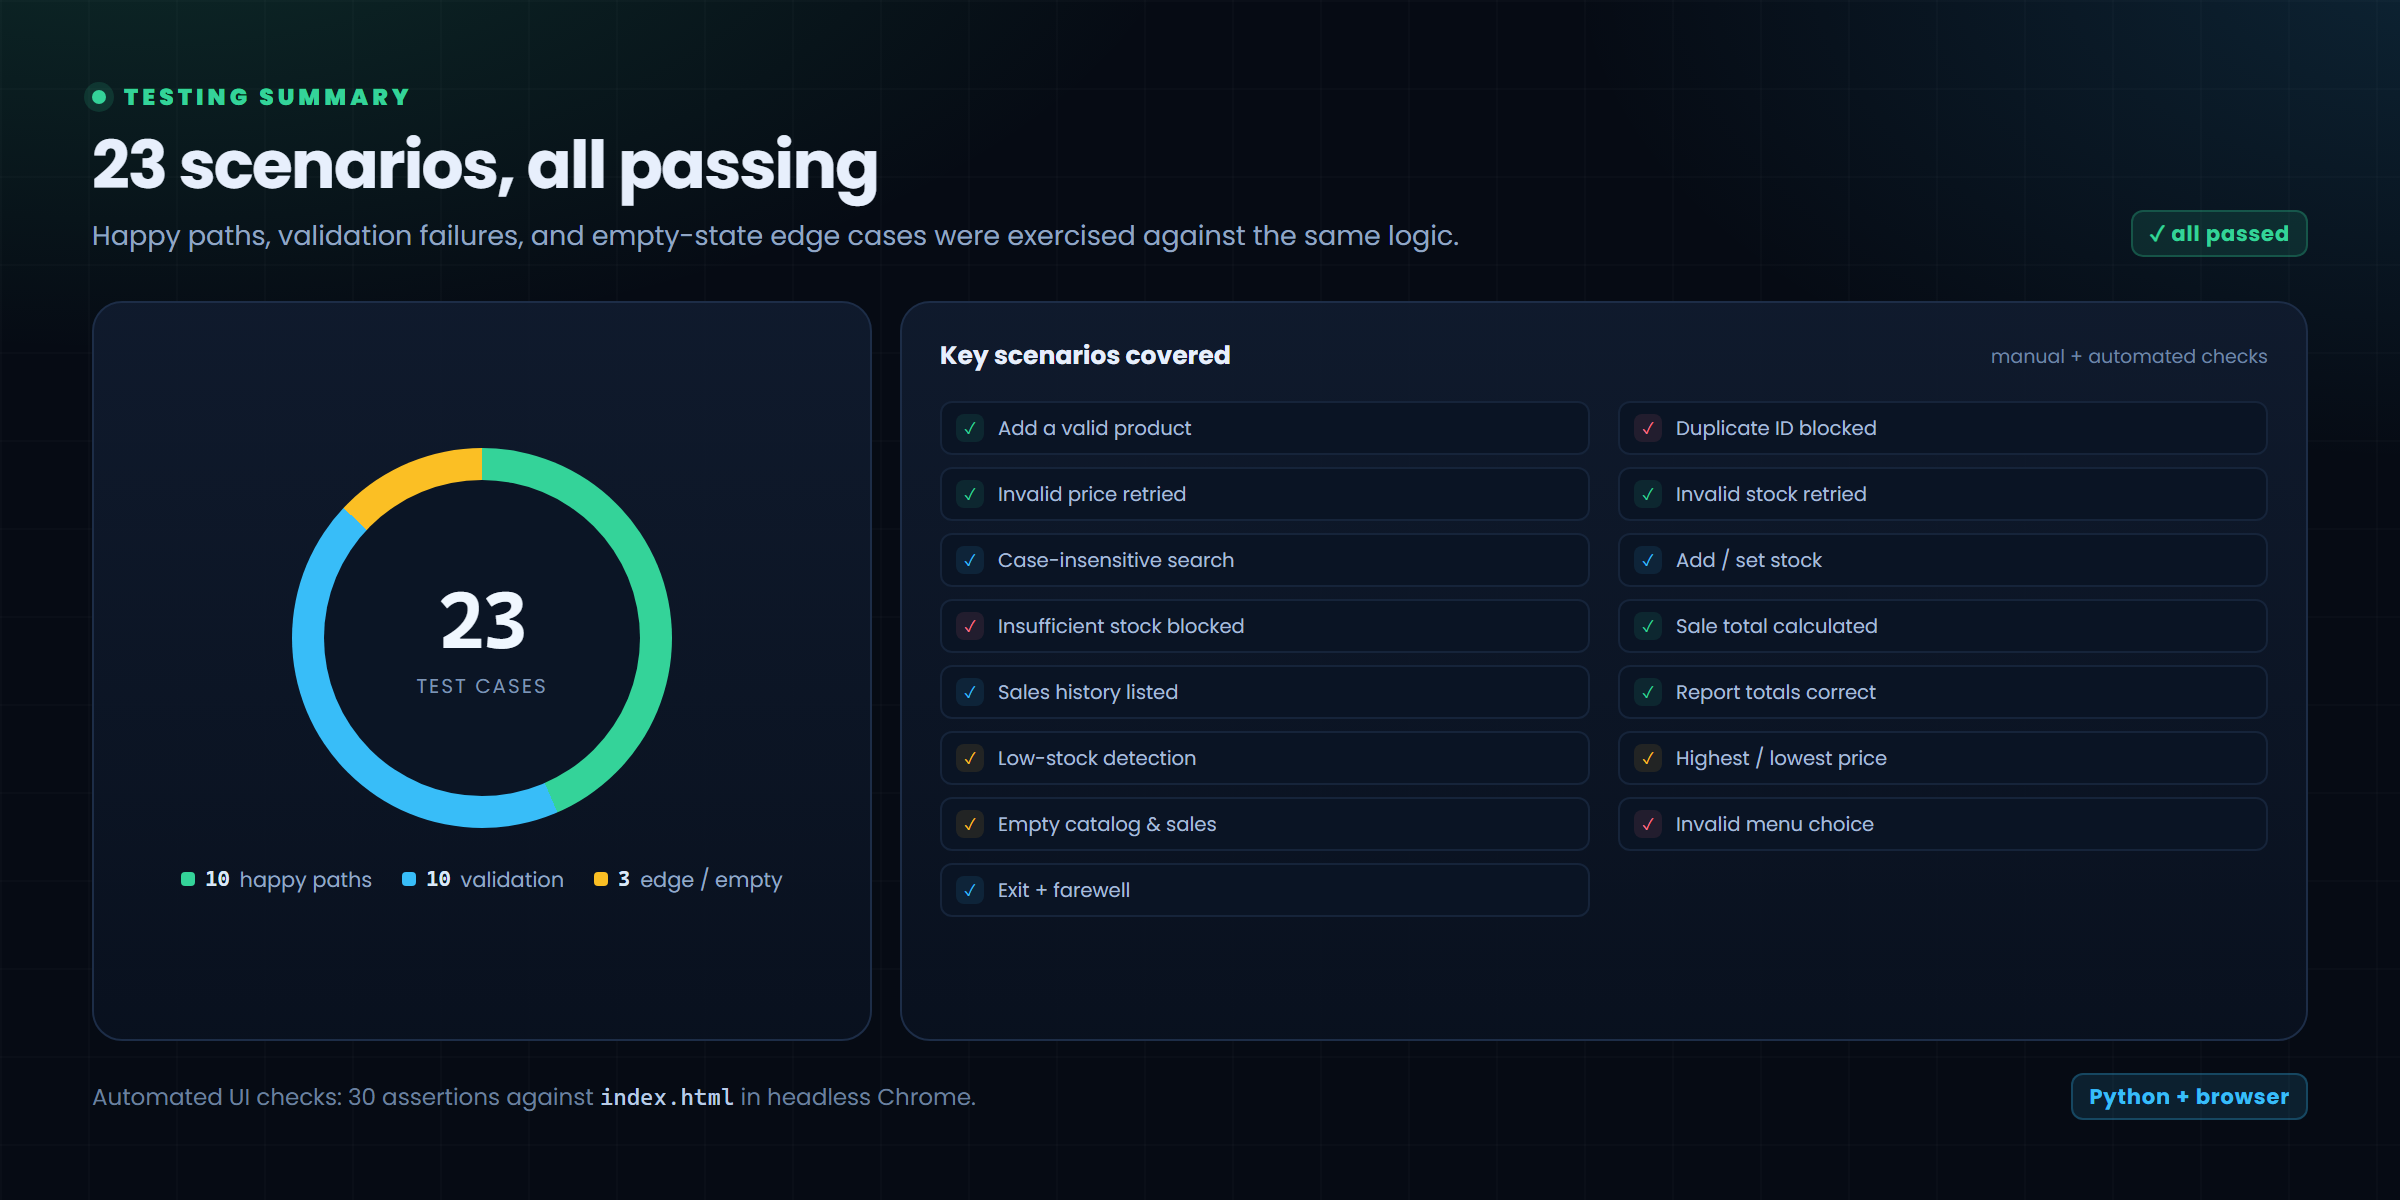 TESTING SUMMARY
23 scenarios, all passing
Happy paths, validation failures, and empty-state edge cases were exercised against the same logic.
✓ all passed
23
TEST CASES
10 happy paths
10 validation
3 edge / empty
Key scenarios covered
manual + automated checks
✓ Add a valid product
✓ Duplicate ID blocked
✓ Invalid price retried
✓ Invalid stock retried
✓ Case-insensitive search
✓ Add / set stock
✓ Insufficient stock blocked
✓ Sale total calculated
✓ Sales history listed
✓ Report totals correct
✓ Low-stock detection
✓ Highest / lowest price
✓ Empty catalog & sales
✓ Invalid menu choice
✓ Exit + farewell
Automated UI checks: 30 assertions against index.html in headless Chrome.
Python + browser